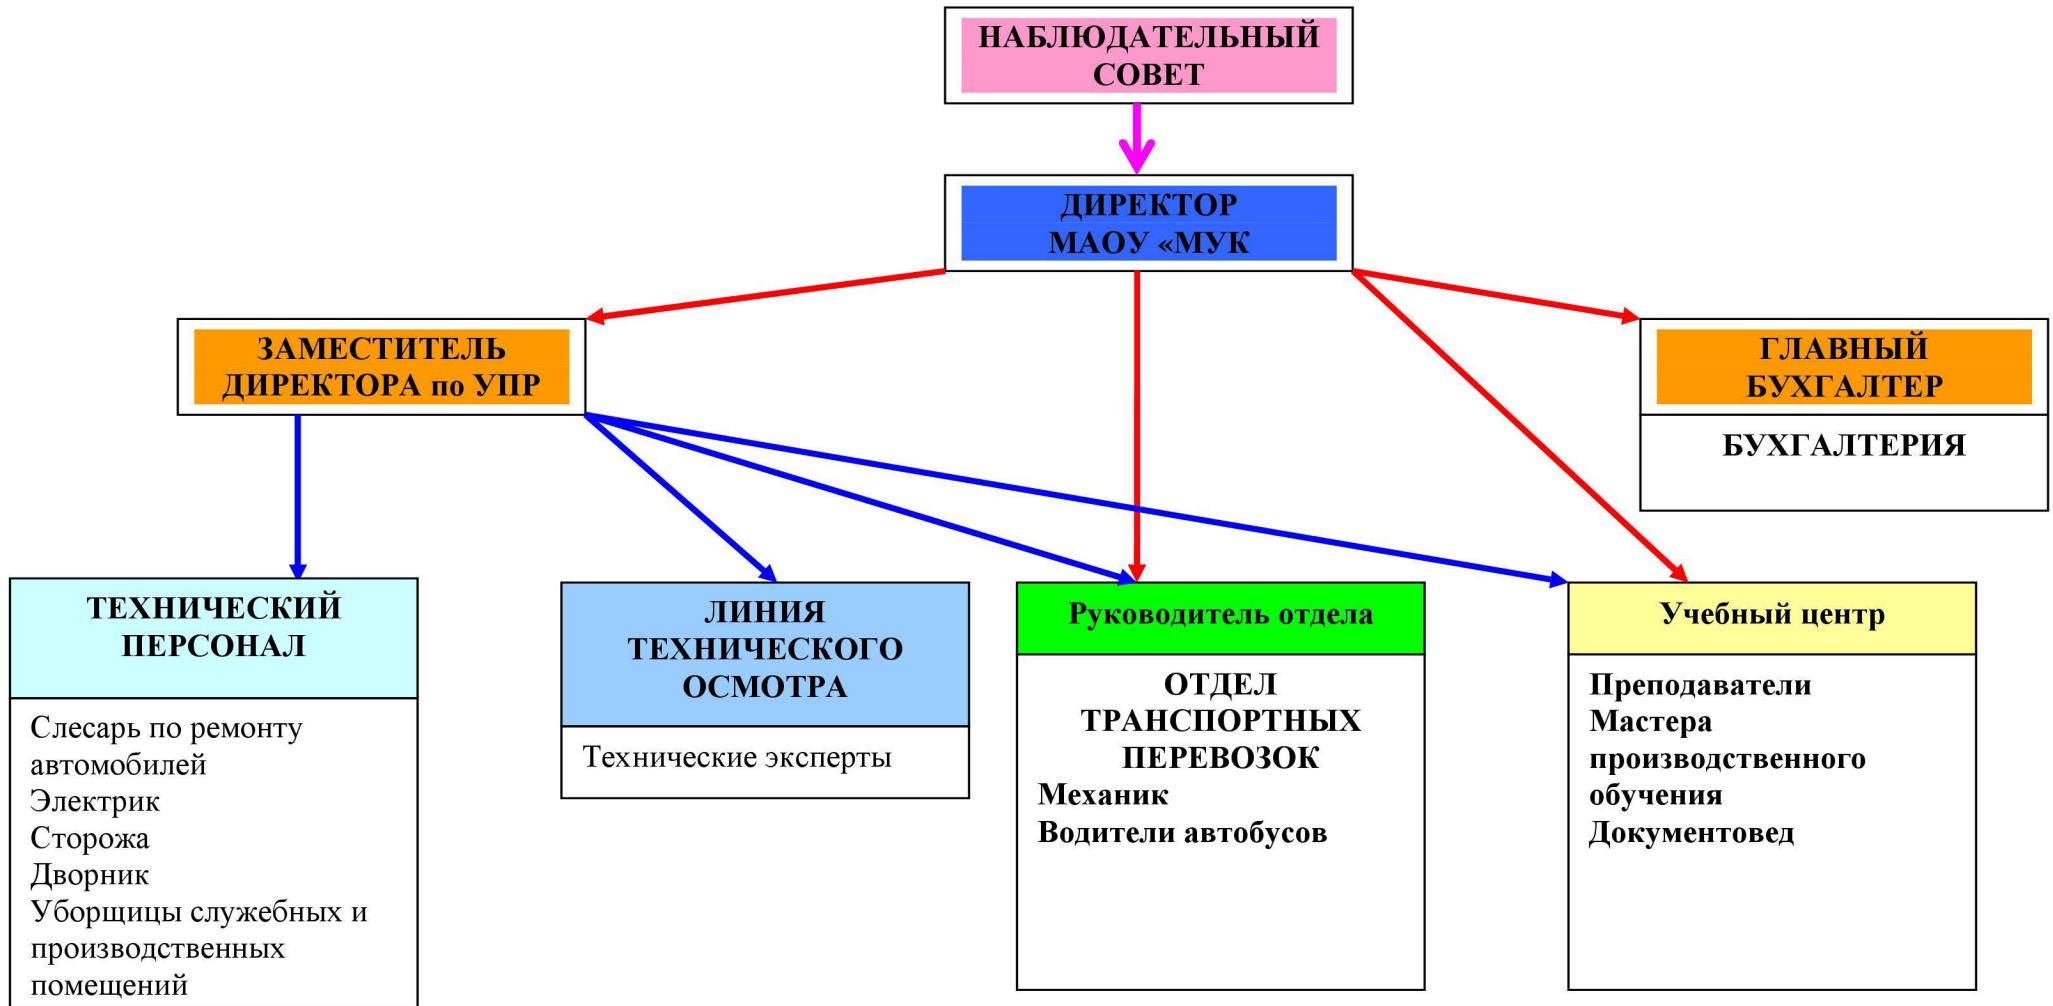 НАБЛЮДАТЕЛЬНЫЙ
СОВЕТ
ДИРЕКТОР
МАОУ «МУК
ЗАМЕСТИТЕЛЬ
ДИРЕКТОРА по УПР
ГЛАВНЫЙ
БУХГАЛТЕР
БУХГАЛТЕРИЯ
ТЕХНИЧЕСКИЙ
ПЕРСОНАЛ
Слесарь по ремонту
автомобилей
Электрик
Сторожа
Дворник
Уборщицы служебных и
производственных
помещений
ЛИНИЯ
ТЕХНИЧЕСКОГО
ОСМОТРА
Технические эксперты
Руководитель отдела
ОТДЕЛ
ТРАНСПОРТНЫХ
ПЕРЕВОЗОК
Механик
Водители автобусов
Учебный центр
Преподаватели
Мастера
производственного
обучения
Документовед